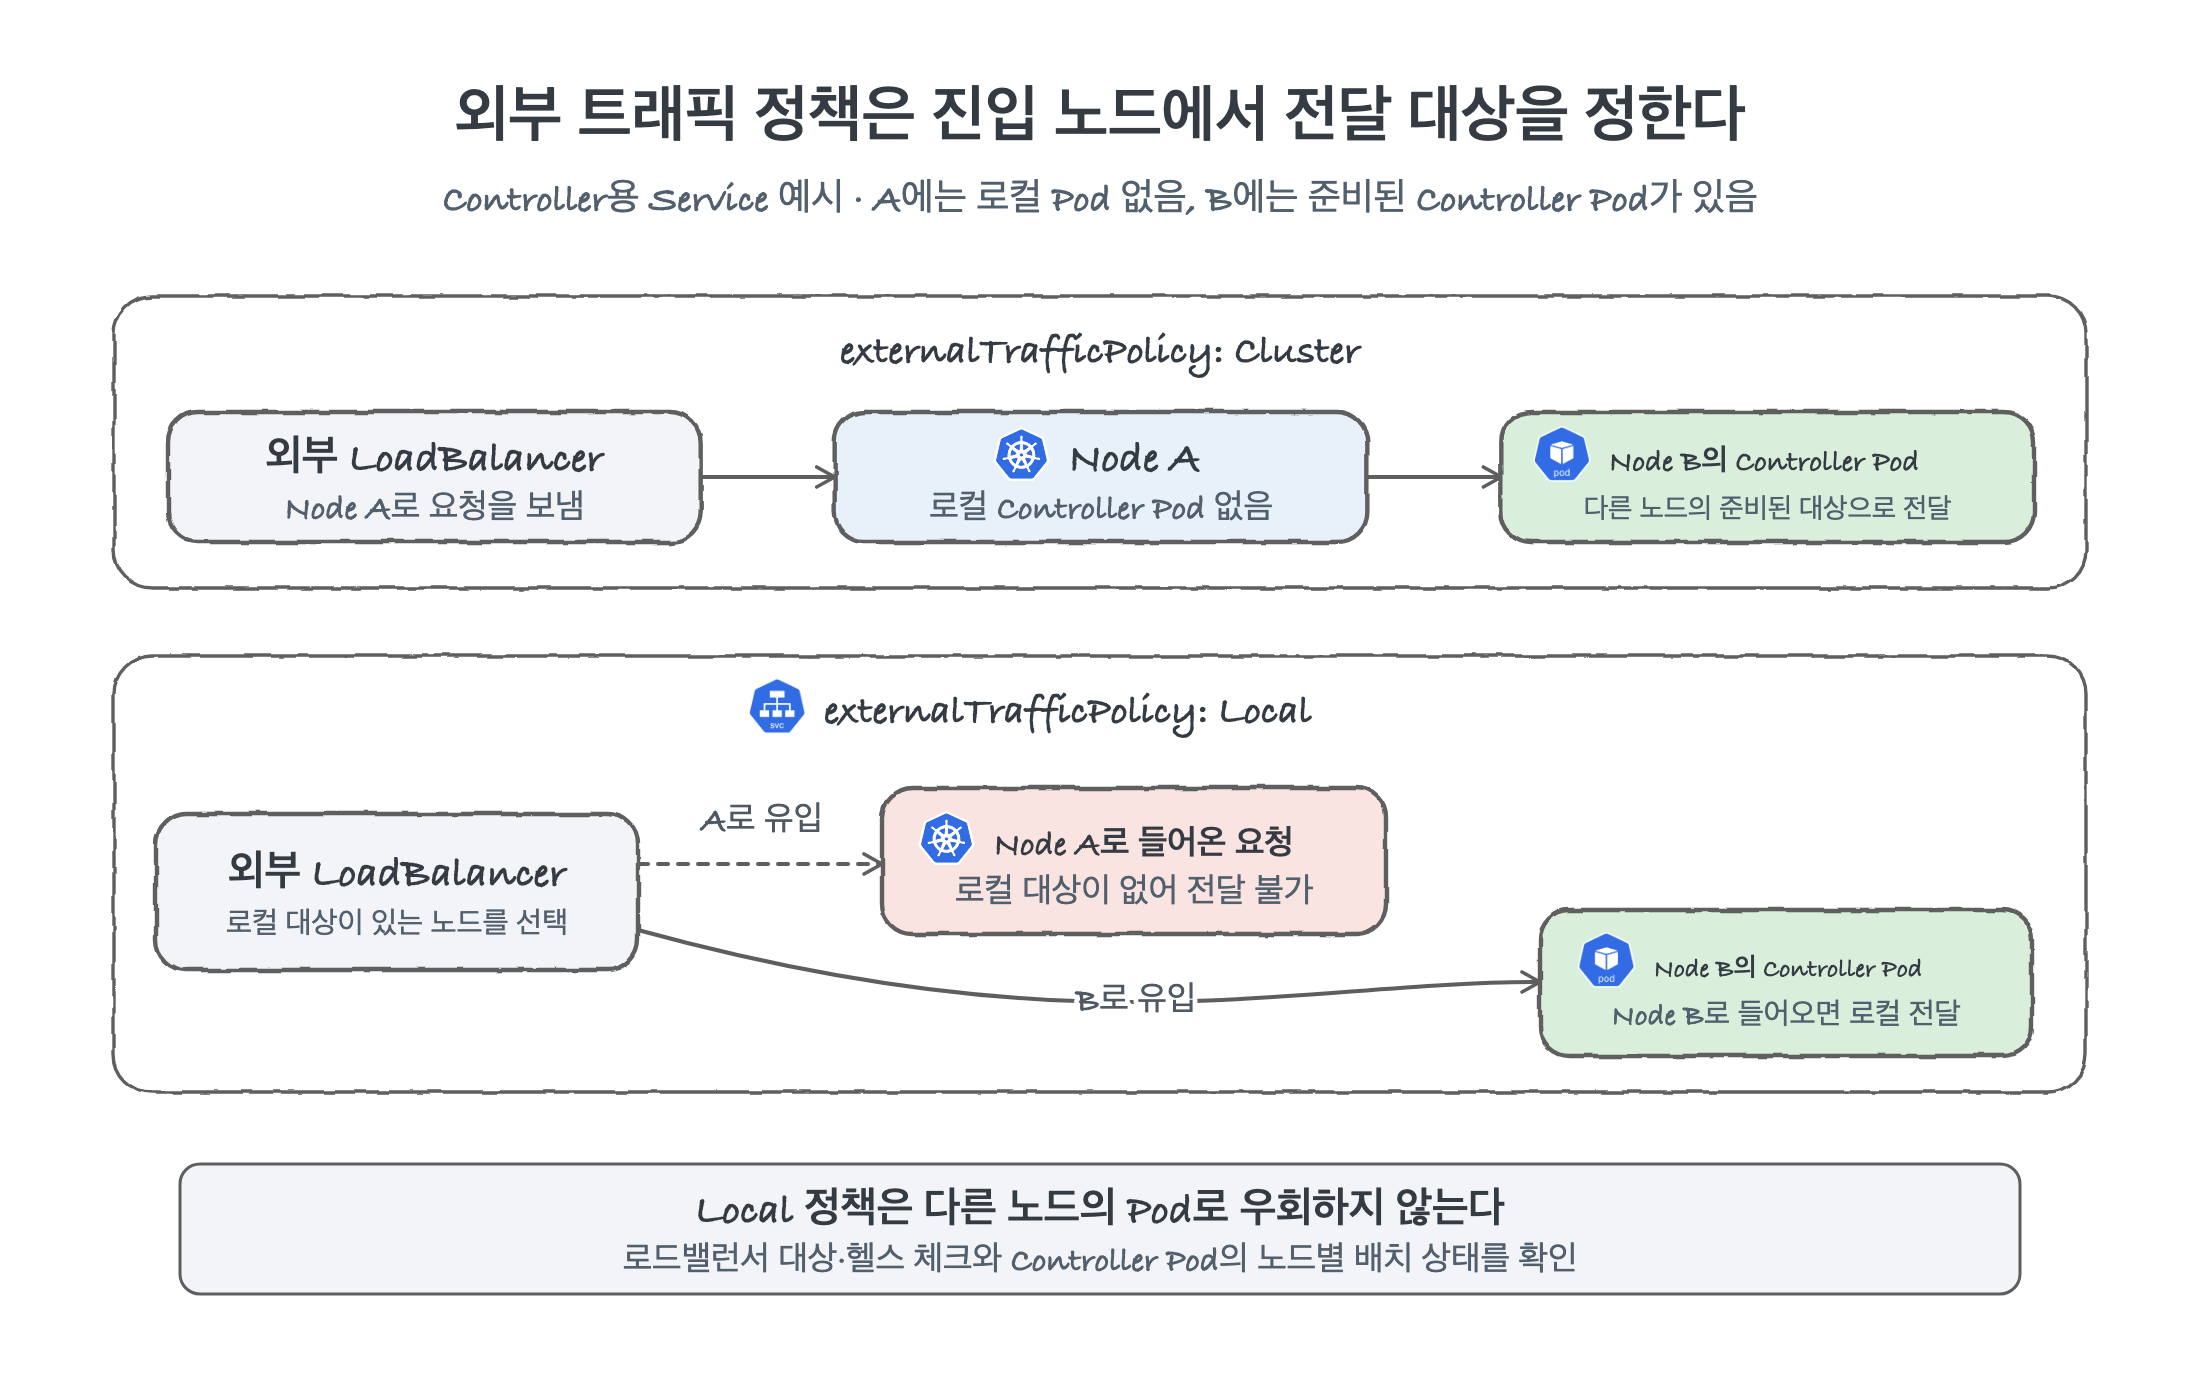 외부 트래픽 정책은 진입 노드에서 전달 대상을 정한다
Controller용 Service 예시 · A에는 로컬 Pod 없음, B에는 준비된 Controller Pod가 있음
externalTrafficPolicy: Cluster
외부 LoadBalancer
Node A로 요청을 보냄
Node A
로컬 Controller Pod 없음
pod
Node B의 Controller Pod
다른 노드의 준비된 대상으로 전달
svc
externalTrafficPolicy: Local
외부 LoadBalancer
로컬 대상이 있는 노드를 선택
A로 유입
Node A로 들어온 요청
로컬 대상이 없어 전달 불가
B로 유입
pod
Node B의 Controller Pod
Node B로 들어오면 로컬 전달
Local 정책은 다른 노드의 Pod로 우회하지 않는다
로드밸런서 대상·헬스 체크와 Controller Pod의 노드별 배치 상태를 확인